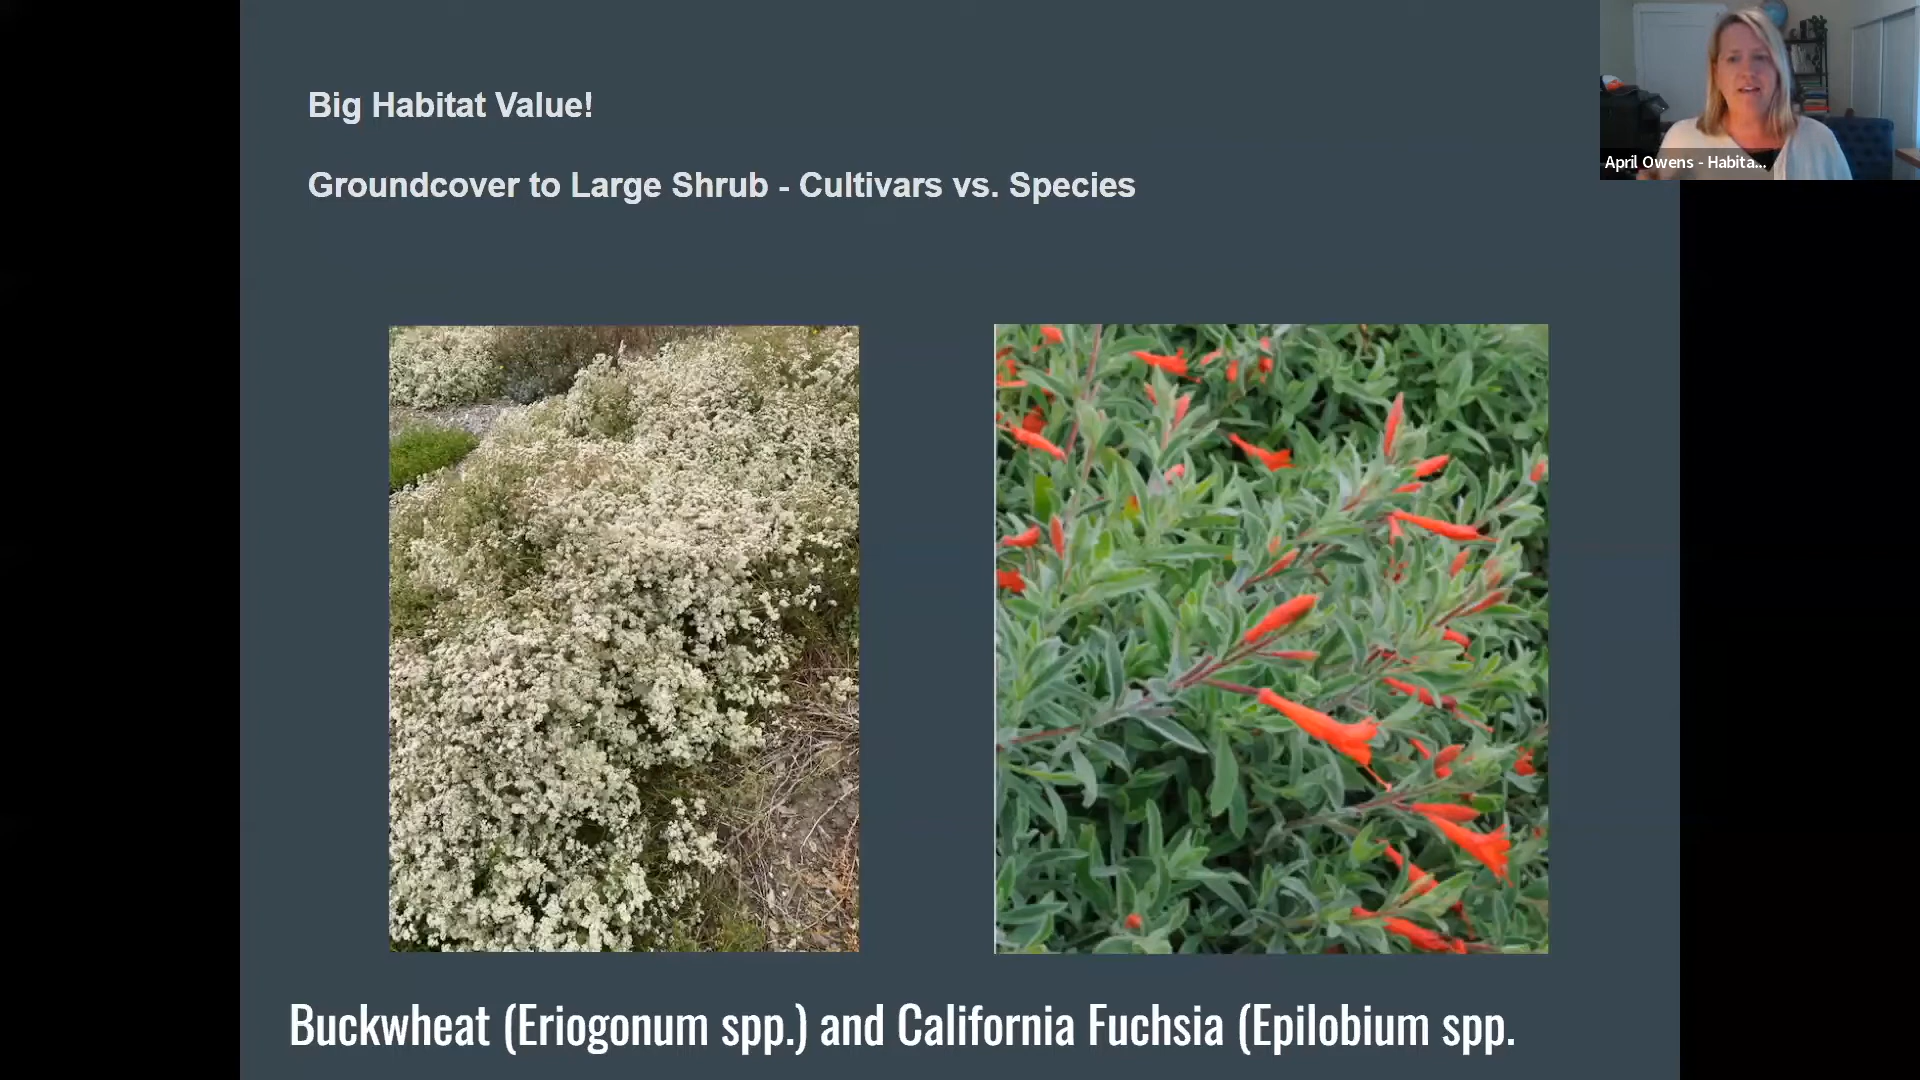 Big Habitat Value!
Groundcover to Large Shrub - Cultivars vs. Species
April Owens - Habita...
Buckwheat (Eriogonum spp.) and California Fuchsia (Epilobium spp.